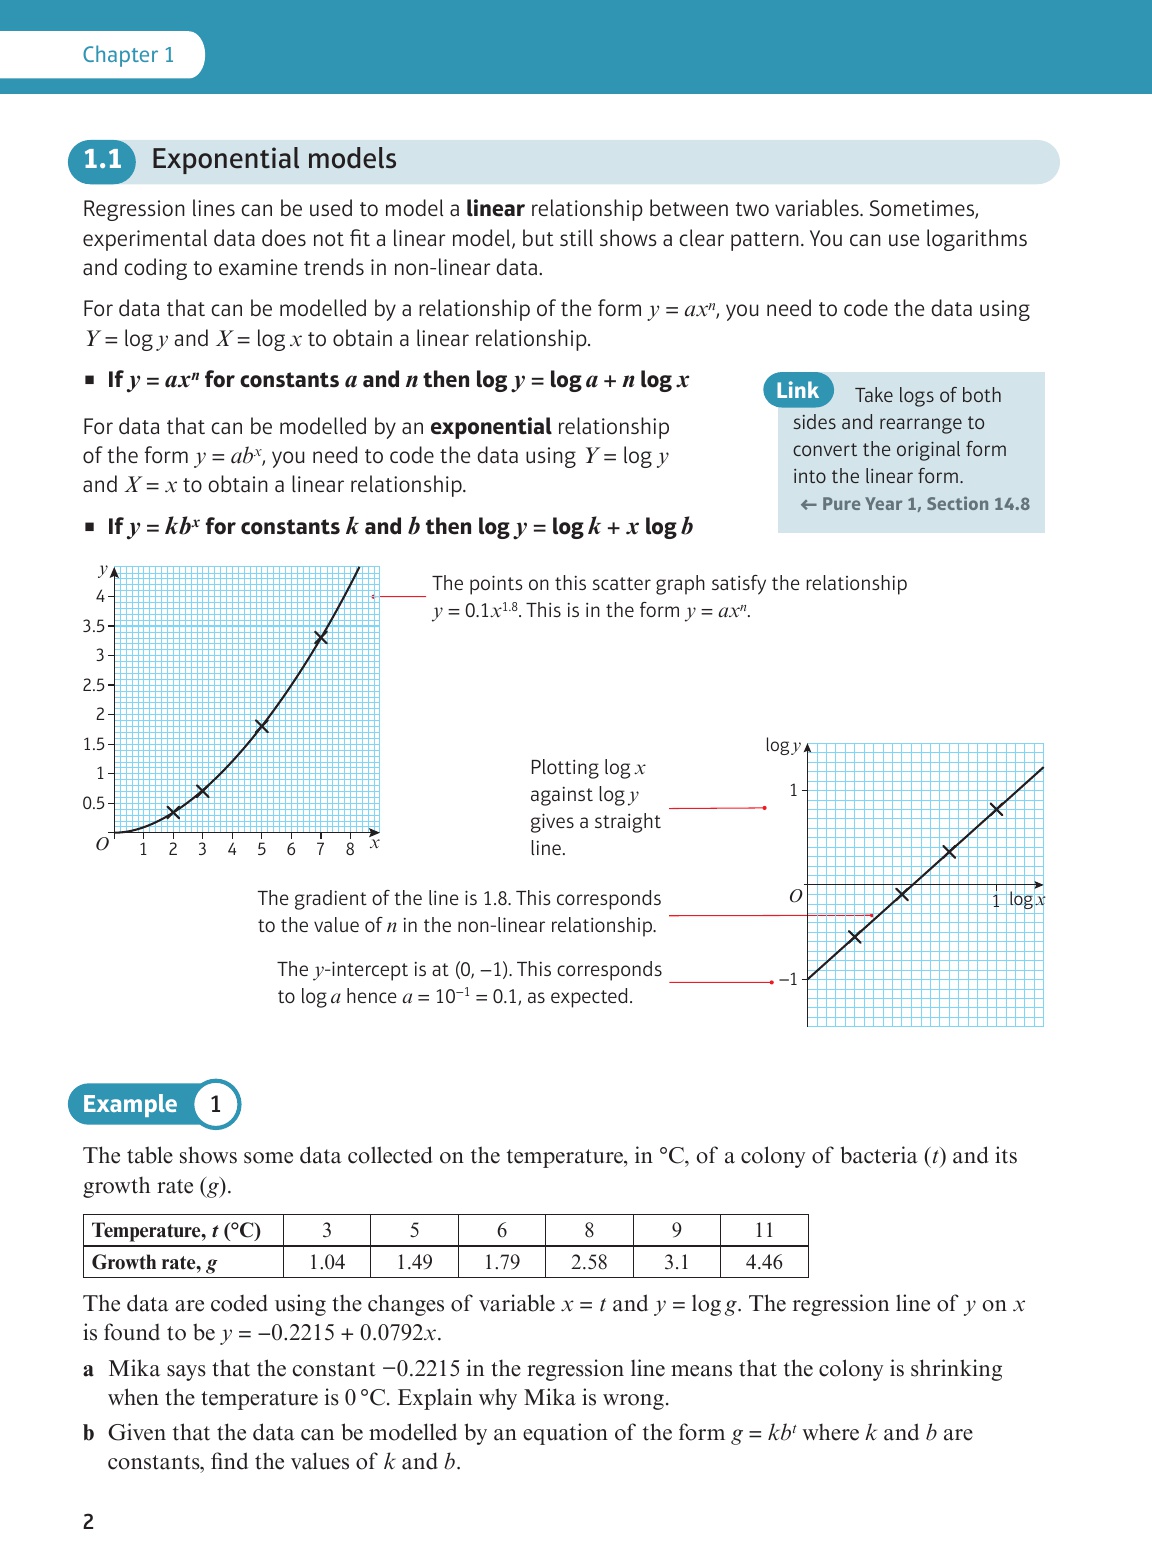 Chapter 1
1.1 Exponential models
Regression lines can be used to model a linear relationship between two variables. Sometimes,
experimental data does not fit a linear model, but still shows a clear pattern. You can use logarithms
and coding to examine trends in non-linear data.
For data that can be modelled by a relationship of the form y = axⁿ, you need to code the data using
Y = log y and X = log x to obtain a linear relationship.
■ If y = axⁿ for constants a and n then log y = log a + n log x
For data that can be modelled by an exponential relationship
of the form y = abˣ, you need to code the data using Y = log y
and X = x to obtain a linear relationship.
■ If y = kbˣ for constants k and b then log y = log k + x log b
Link Take logs of both
sides and rearrange to
convert the original form
into the linear form.
← Pure Year 1, Section 14.8
y
4
3.5
3
2.5
2
1.5
1
0.5
O
1 2 3 4 5 6 7 8 x
The points on this scatter graph satisfy the relationship
y = 0.1x¹·⁸. This is in the form y = axⁿ.
Plotting log x
against log y
gives a straight
line.
log y
1
O
1 log x
−1
The gradient of the line is 1.8. This corresponds
to the value of n in the non-linear relationship.
The y-intercept is at (0, −1). This corresponds
to log a hence a = 10⁻¹ = 0.1, as expected.
Example 1
The table shows some data collected on the temperature, in °C, of a colony of bacteria (t) and its
growth rate (g).
Temperature, t (°C) 3 5 6 8 9 11
Growth rate, g 1.04 1.49 1.79 2.58 3.1 4.46
The data are coded using the changes of variable x = t and y = log g. The regression line of y on x
is found to be y = −0.2215 + 0.0792x.
a Mika says that the constant −0.2215 in the regression line means that the colony is shrinking
when the temperature is 0 °C. Explain why Mika is wrong.
b Given that the data can be modelled by an equation of the form g = kbᵗ where k and b are
constants, find the values of k and b.
2